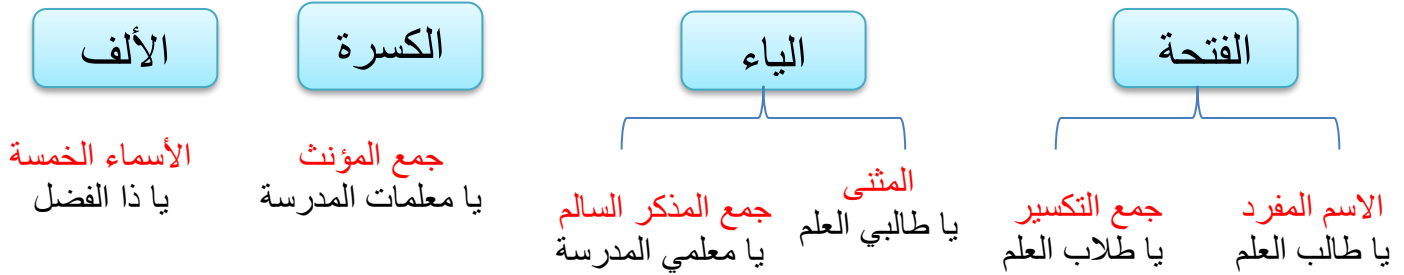 الفتحة
الياء
الكسرة
الألف
الاسم المفرد
يا طالب العلم
جمع التكسير
يا طلاب العلم
المثنى
يا طالبي العلم
جمع المذكر السالم
يا معلمي المدرسة
جمع المؤنث
يا معلمات المدرسة
الأسماء الخمسة
يا ذا الفضل